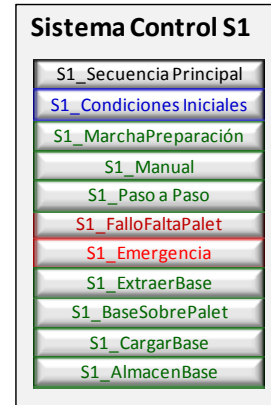 Sistema Control S1
S1_Secuencia Principal
S1_Condiciones Iniciales
S1_MarchaPreparación
S1_Manual
S1_Paso a Paso
S1_FalloFaltaPalet
S1_Emergencia
S1_ExtraerBase
S1_BaseSobrePalet
S1_CargarBase
S1_AlmacenBase